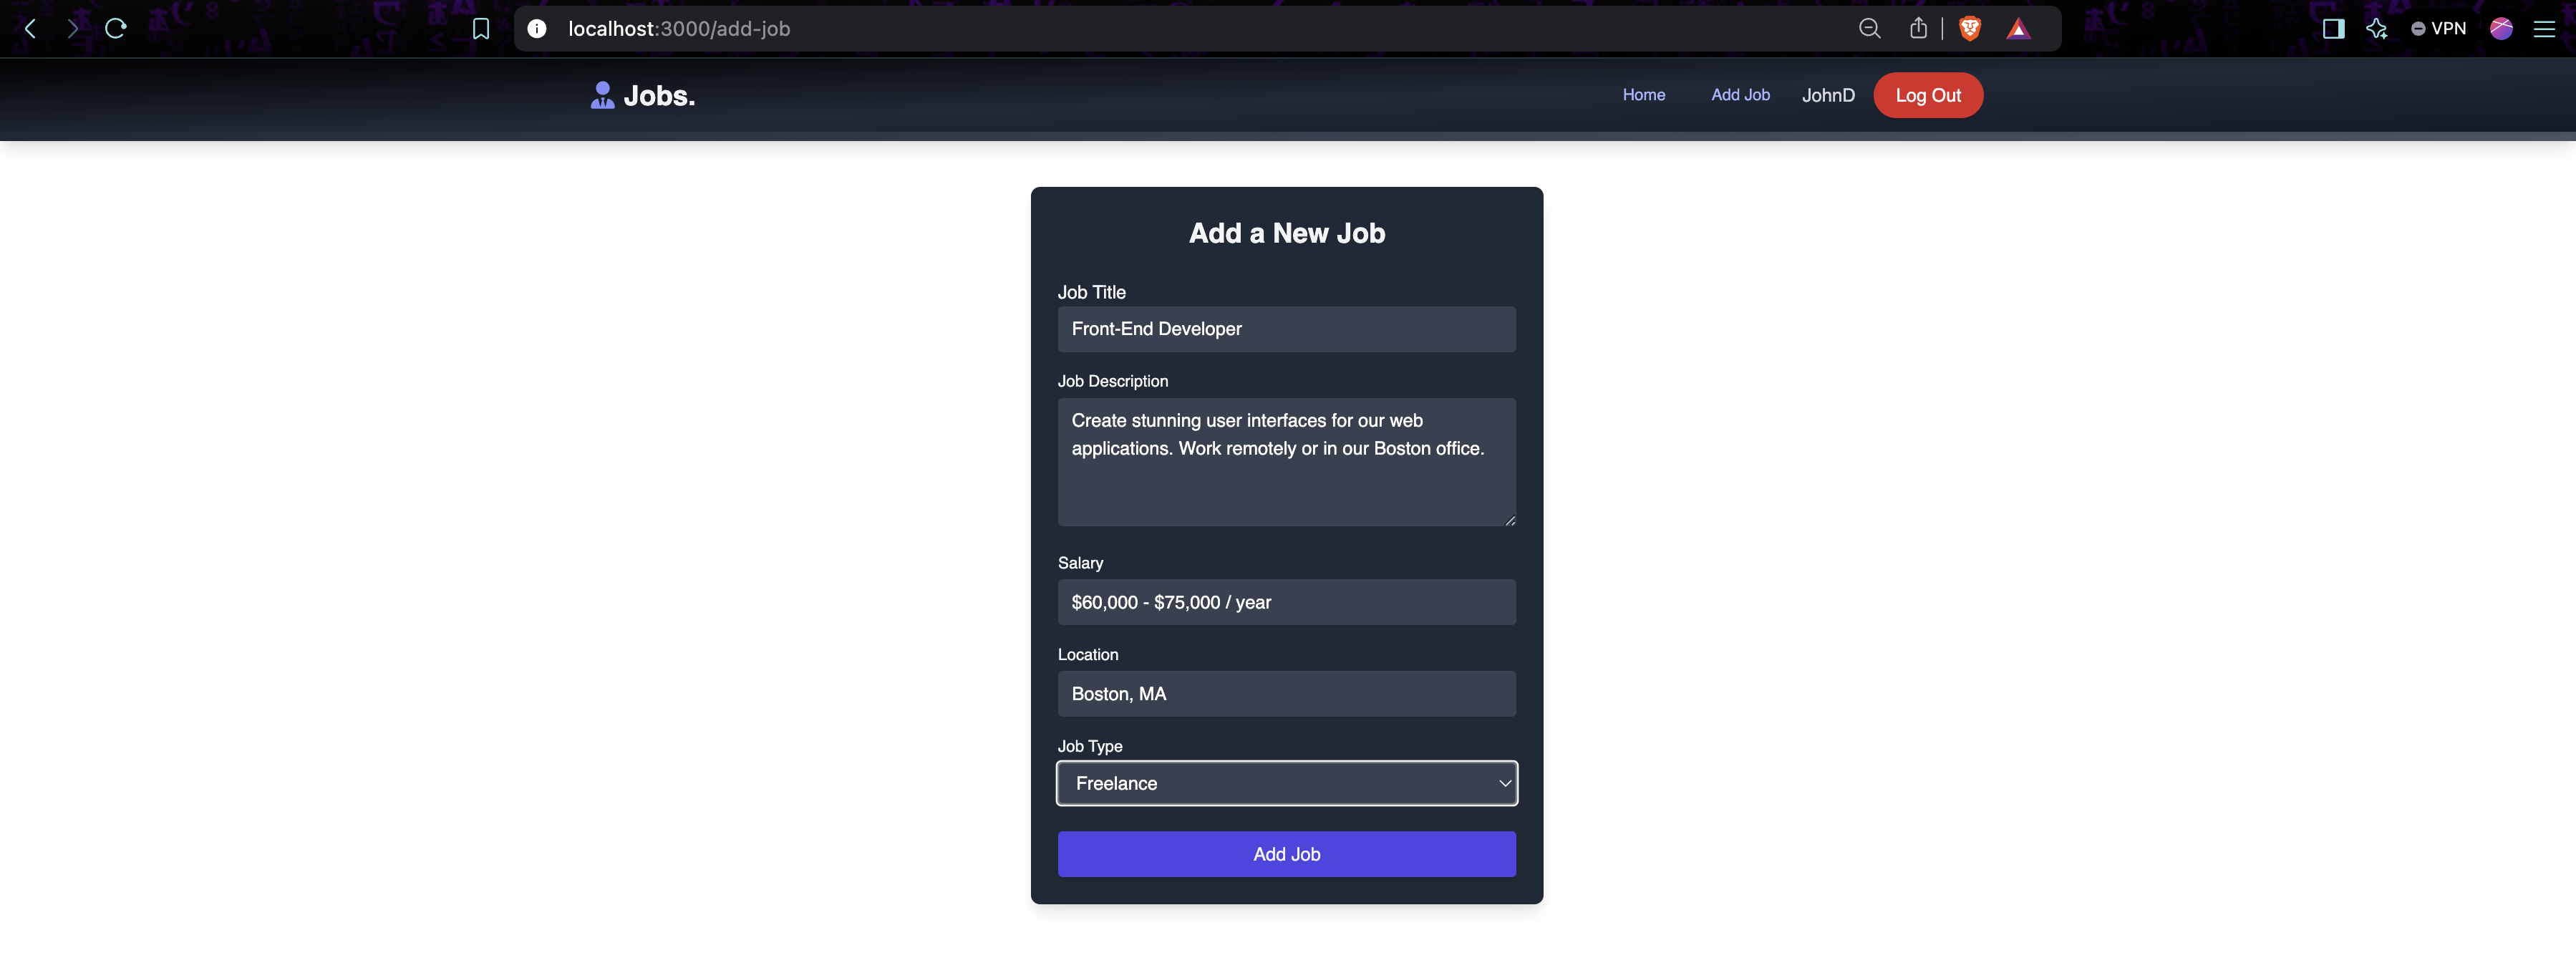 localhost:3000/add-job
VPN
Jobs.
Home
Add Job
JohnD
Log Out
Add a New Job
Job Title
Front-End Developer
Job Description
Create stunning user interfaces for our web
applications. Work remotely or in our Boston office.
Salary
$60,000 - $75,000 / year
Location
Boston, MA
Job Type
Freelance
Add Job